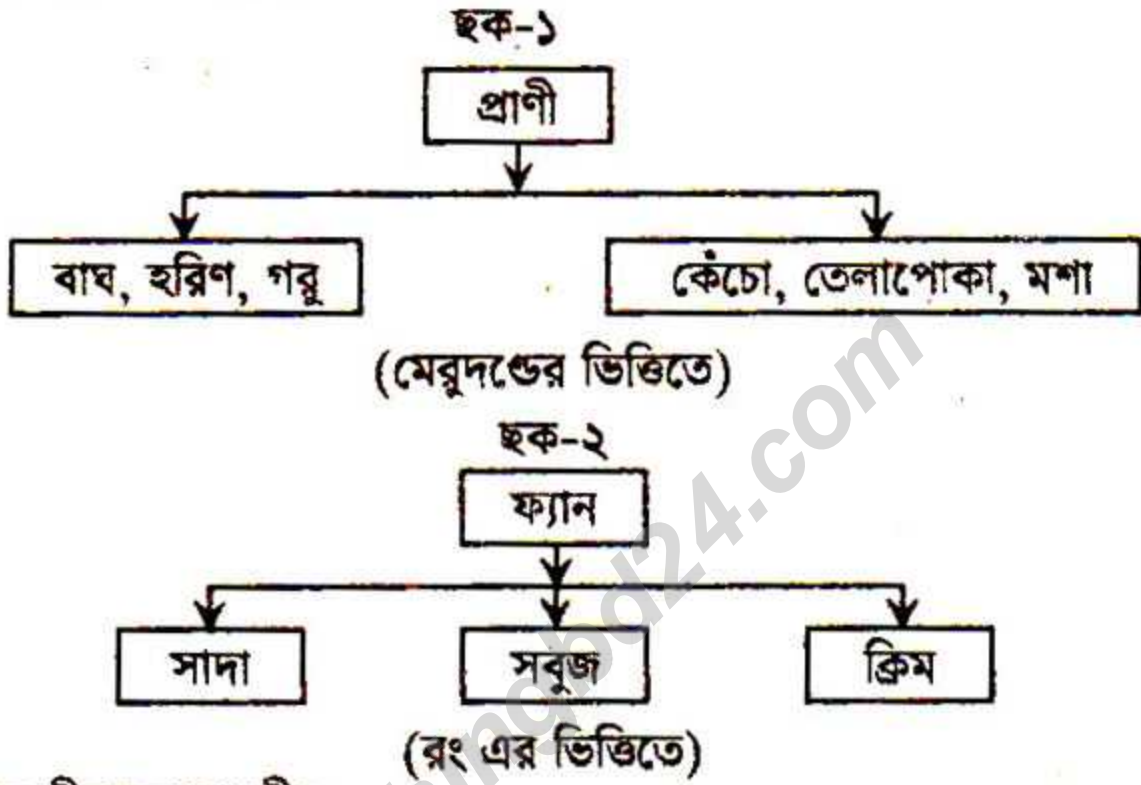 ছক-১
প্রাণী
বাঘ, হরিণ, গরু
কেঁচো, তেলাপোকা, মশা
(মেরুদণ্ডের ভিত্তিতে)
ছক-২
ফ্যান
সাদা
সবুজ
ক্রিম
(রং এর ভিত্তিতে)